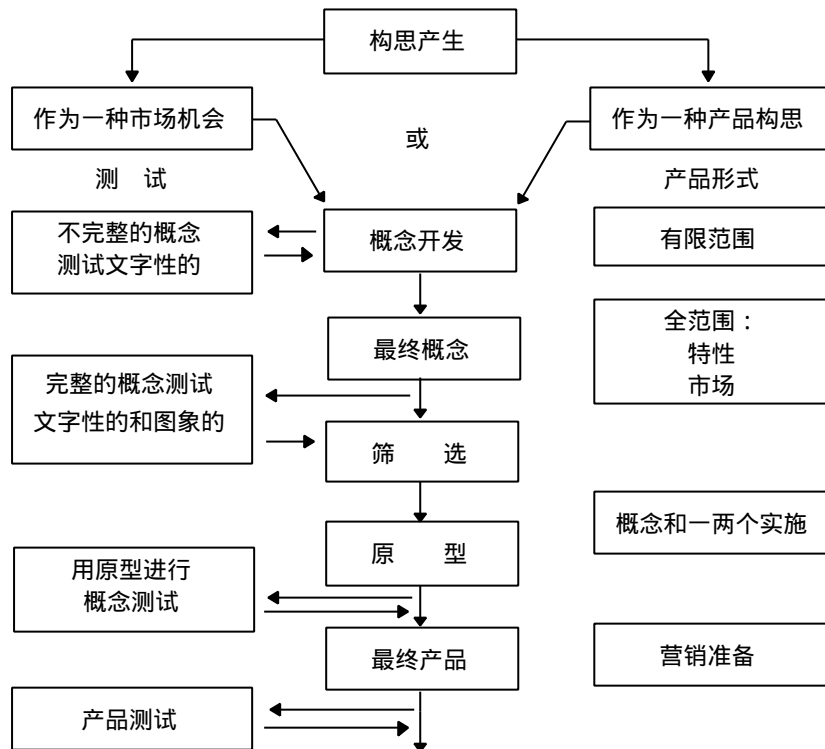 构思产生
作为一种市场机会
或
作为一种产品构思
测 试
产品形式
不完整的概念
测试文字性的
概念开发
有限范围
最终概念
全范围：
特性
市场
完整的概念测试
文字性的和图象的
筛 选
原 型
概念和一两个实施
用原型进行
概念测试
最终产品
营销准备
产品测试